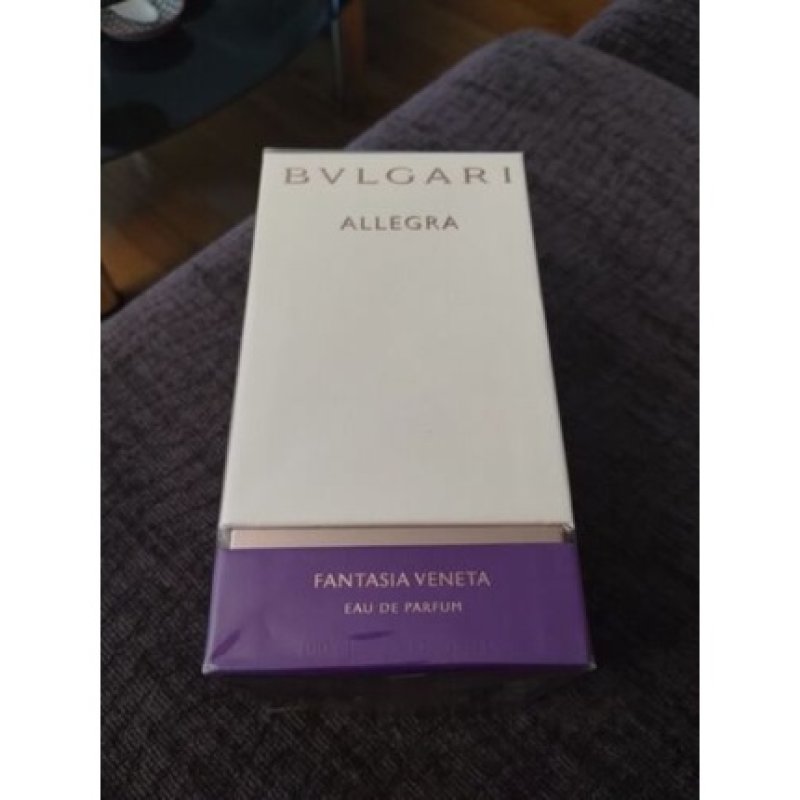 BVLGARI
ALLEGRA
FANTASIA VENETA
EAU DE PARFUM